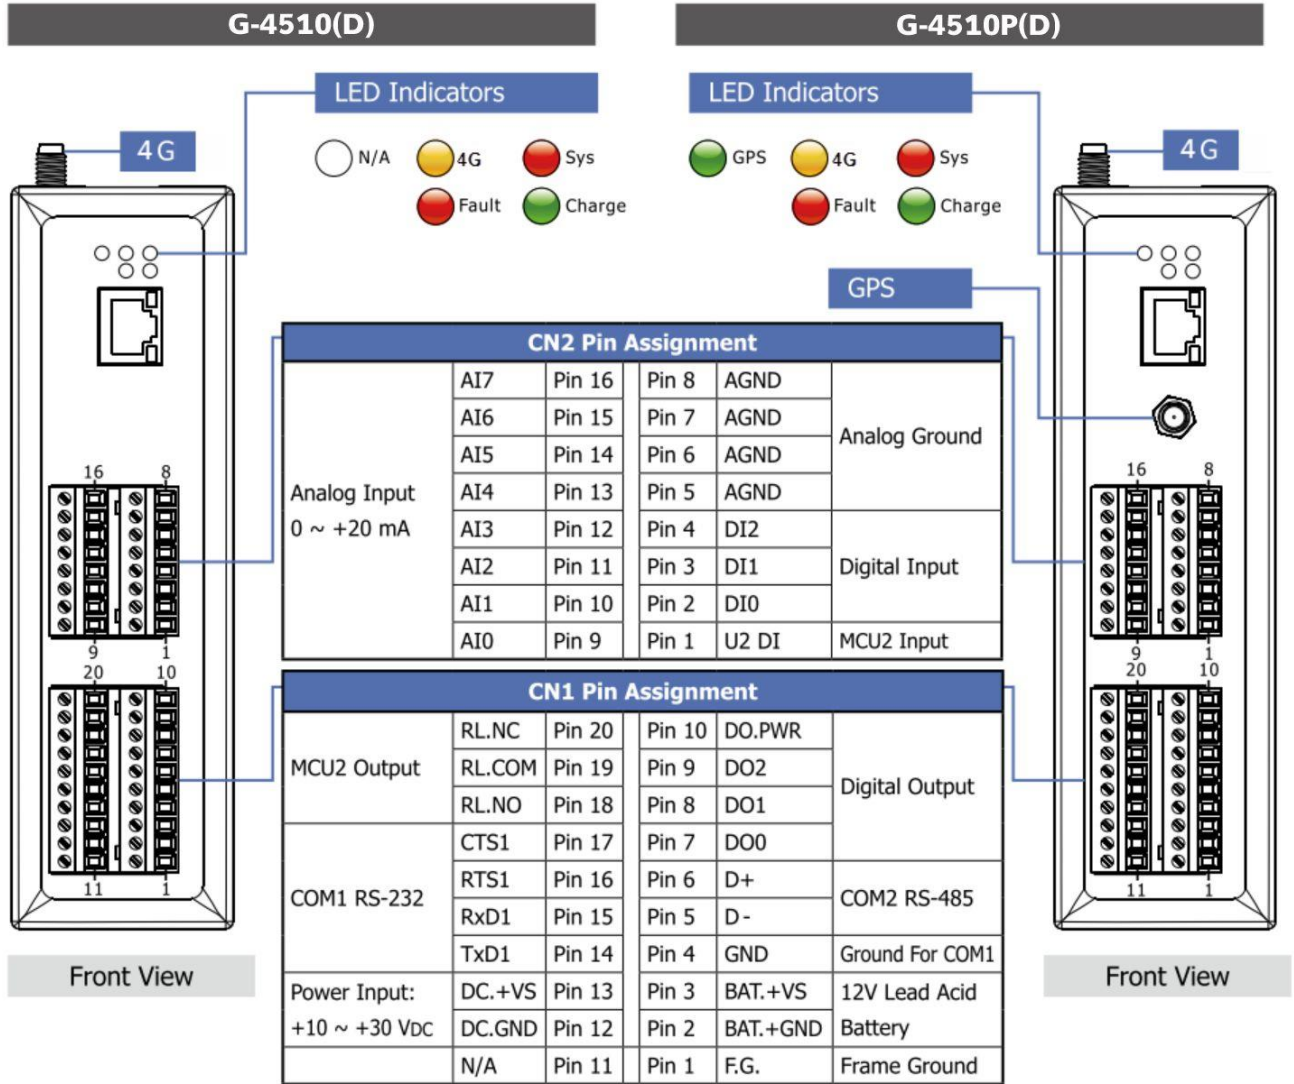 G-4510(D)
G-4510P(D)
LED Indicators
LED Indicators
4G
N/A 4G Sys
Fault Charge
GPS 4G Sys
Fault Charge
4G
GPS
CN2 Pin Assignment
AI7 Pin 16 Pin 8 AGND
AI6 Pin 15 Pin 7 AGND
Analog Ground
AI5 Pin 14 Pin 6 AGND
Analog Input AI4 Pin 13 Pin 5 AGND
0 ~ +20 mA AI3 Pin 12 Pin 4 DI2
AI2 Pin 11 Pin 3 DI1 Digital Input
AI1 Pin 10 Pin 2 DI0
AI0 Pin 9 Pin 1 U2 DI MCU2 Input
CN1 Pin Assignment
RL.NC Pin 20 Pin 10 DO.PWR
MCU2 Output RL.COM Pin 19 Pin 9 DO2
Digital Output
RL.NO Pin 18 Pin 8 DO1
CTS1 Pin 17 Pin 7 DO0
COM1 RS-232 RTS1 Pin 16 Pin 6 D+
COM2 RS-485
RxD1 Pin 15 Pin 5 D-
TxD1 Pin 14 Pin 4 GND Ground For COM1
Power Input: DC.+VS Pin 13 Pin 3 BAT.+VS 12V Lead Acid
+10 ~ +30 VDC DC.GND Pin 12 Pin 2 BAT.+GND Battery
N/A Pin 11 Pin 1 F.G. Frame Ground
16 8
9 1
20 10
11 1
Front View
16 8
9 1
20 10
11 1
Front View